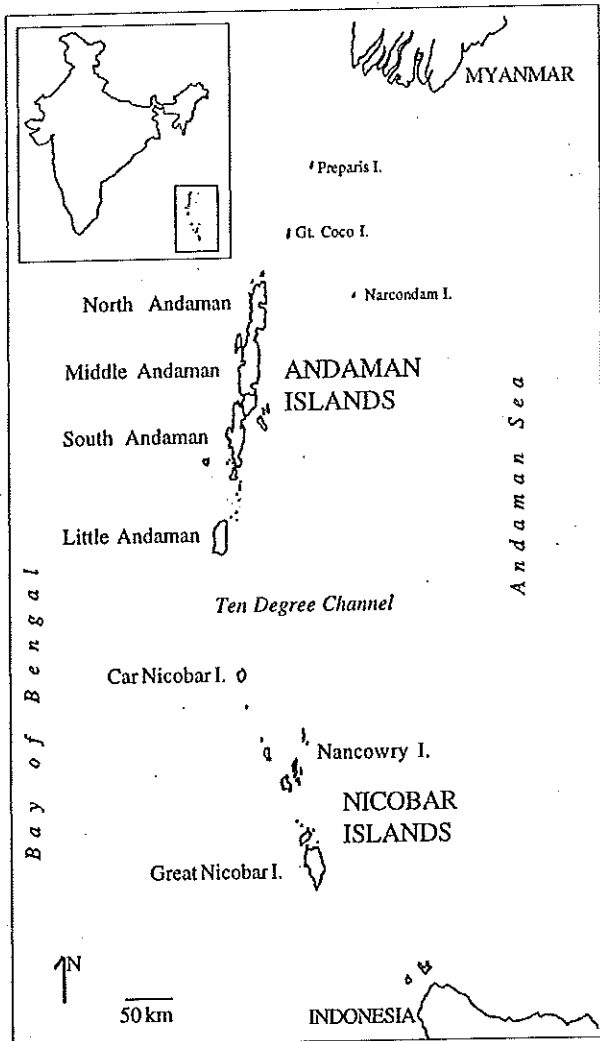 MYANMAR
Preparis I.
Gt. Coco I.
North Andaman
Narcondam I.
Middle Andaman
ANDAMAN
ISLANDS
South Andaman
Andaman Sea
Little Andaman
Ten Degree Channel
Bay of Bengal
Car Nicobar I.
Nancowry I.
NICOBAR
ISLANDS
Great Nicobar I.
N
50 km
INDONESIA